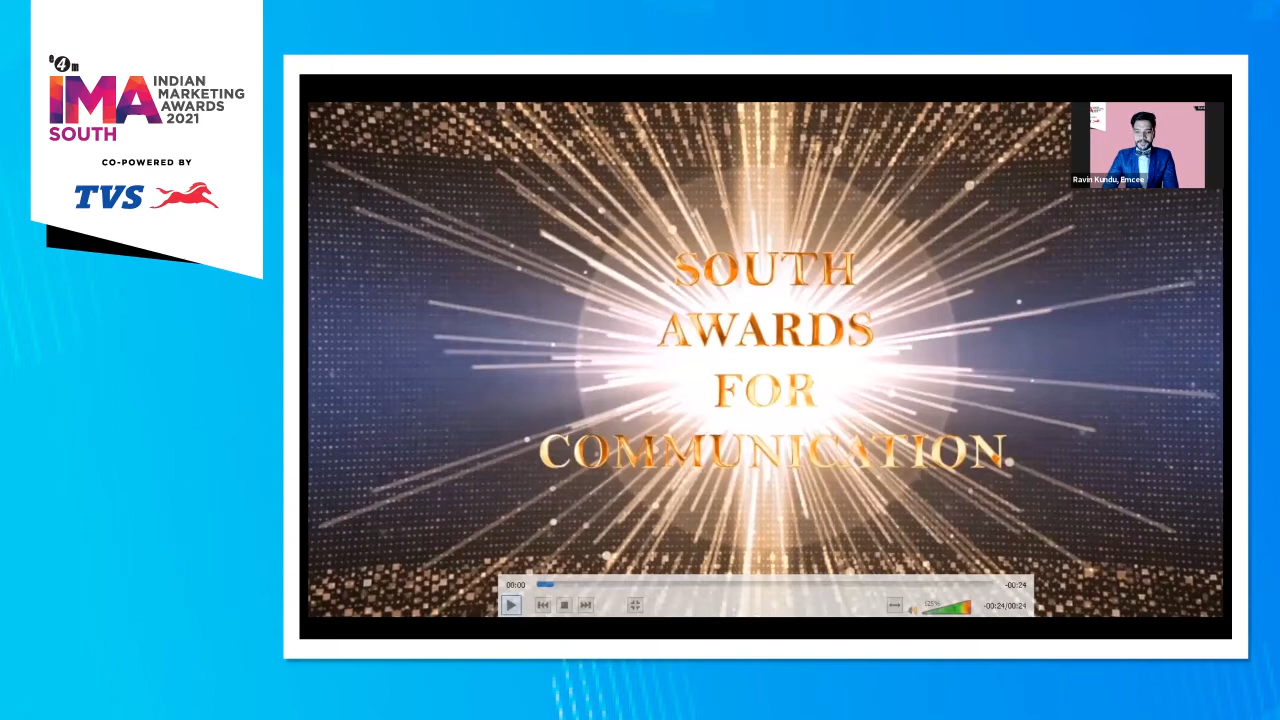 e4m
IMA
INDIAN
MARKETING
AWARDS
2021
SOUTH
CO-POWERED BY
TVS
Ravin Kundu, Emcee
SOUTH
AWARDS
FOR
COMMUNICATION
00:00
-00:24
125%
-00:24/00:24